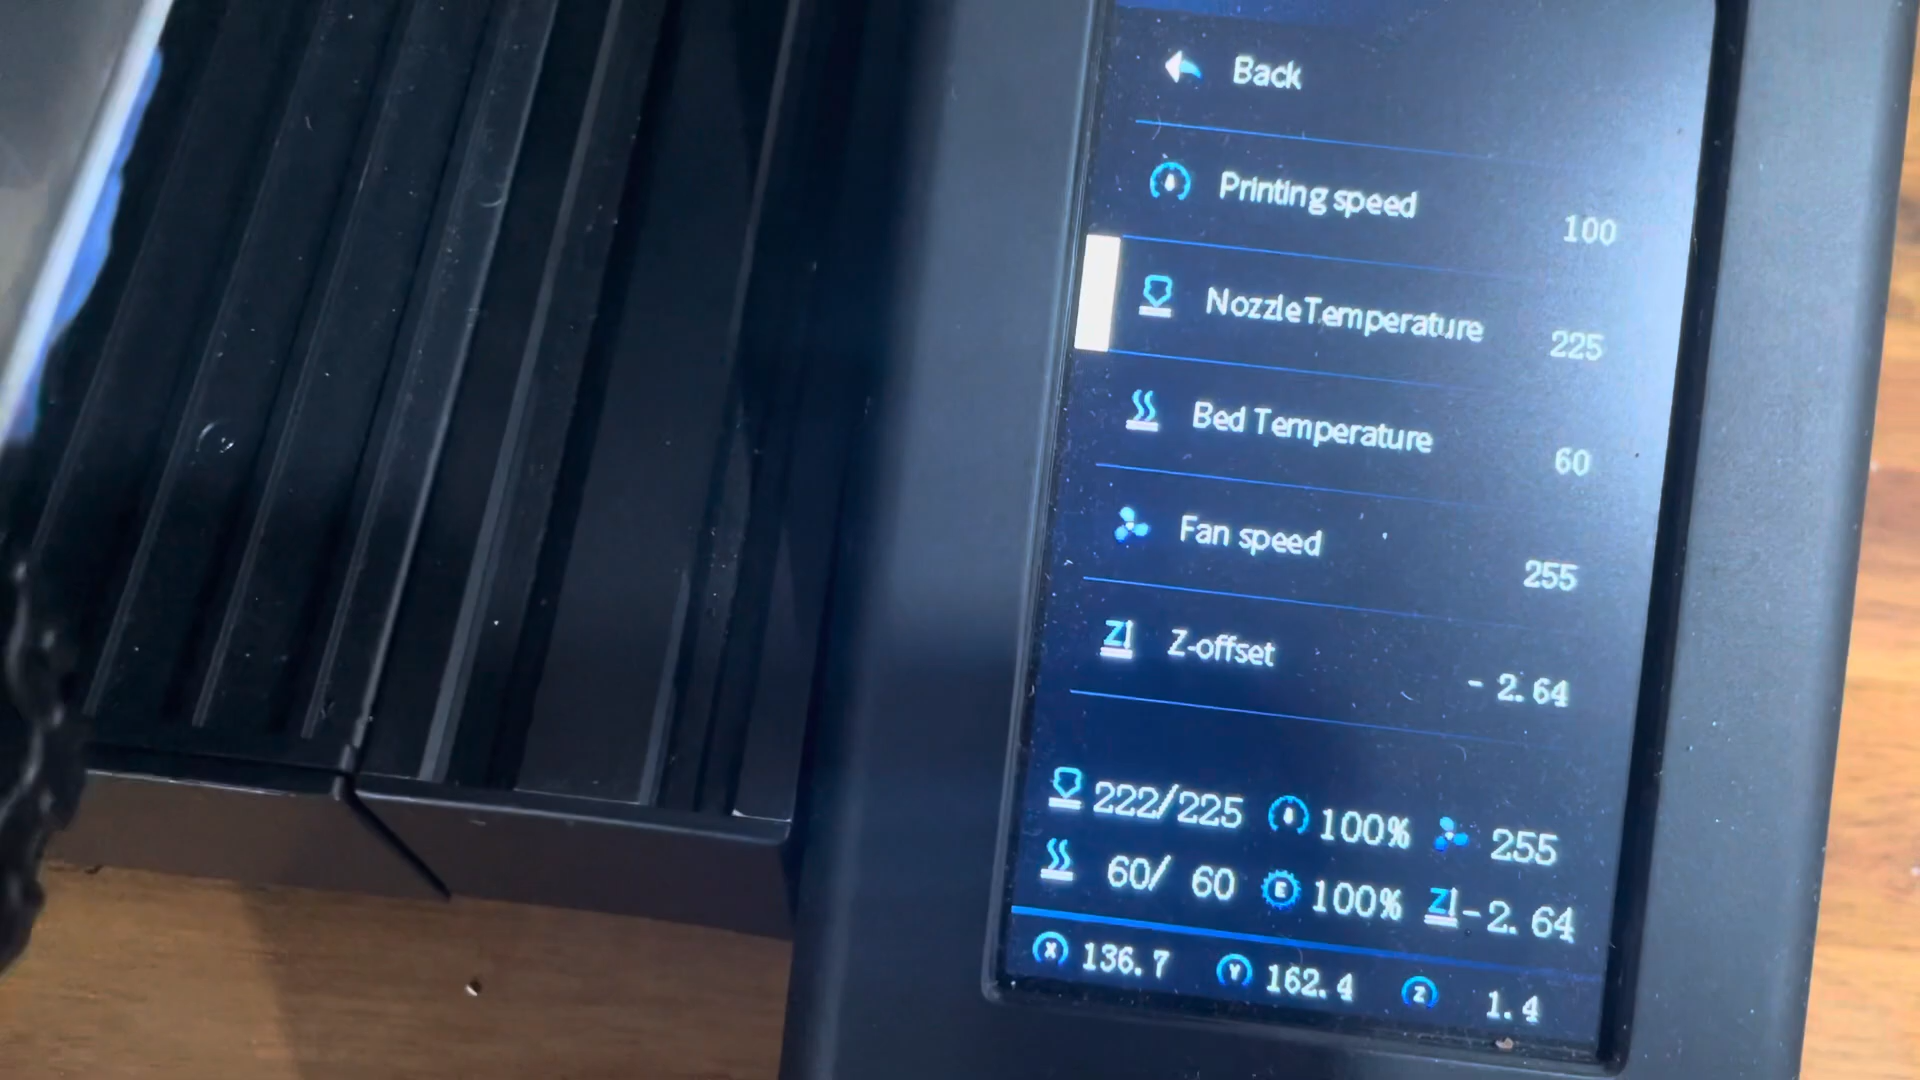 Back
Printing speed 100
NozzleTemperature 225
Bed Temperature 60
Fan speed 255
Z-offset - 2.64
222/225 100% 255
60/ 60 E 100% Z -2.64
X 136.7 Y 162.4 Z 1.4